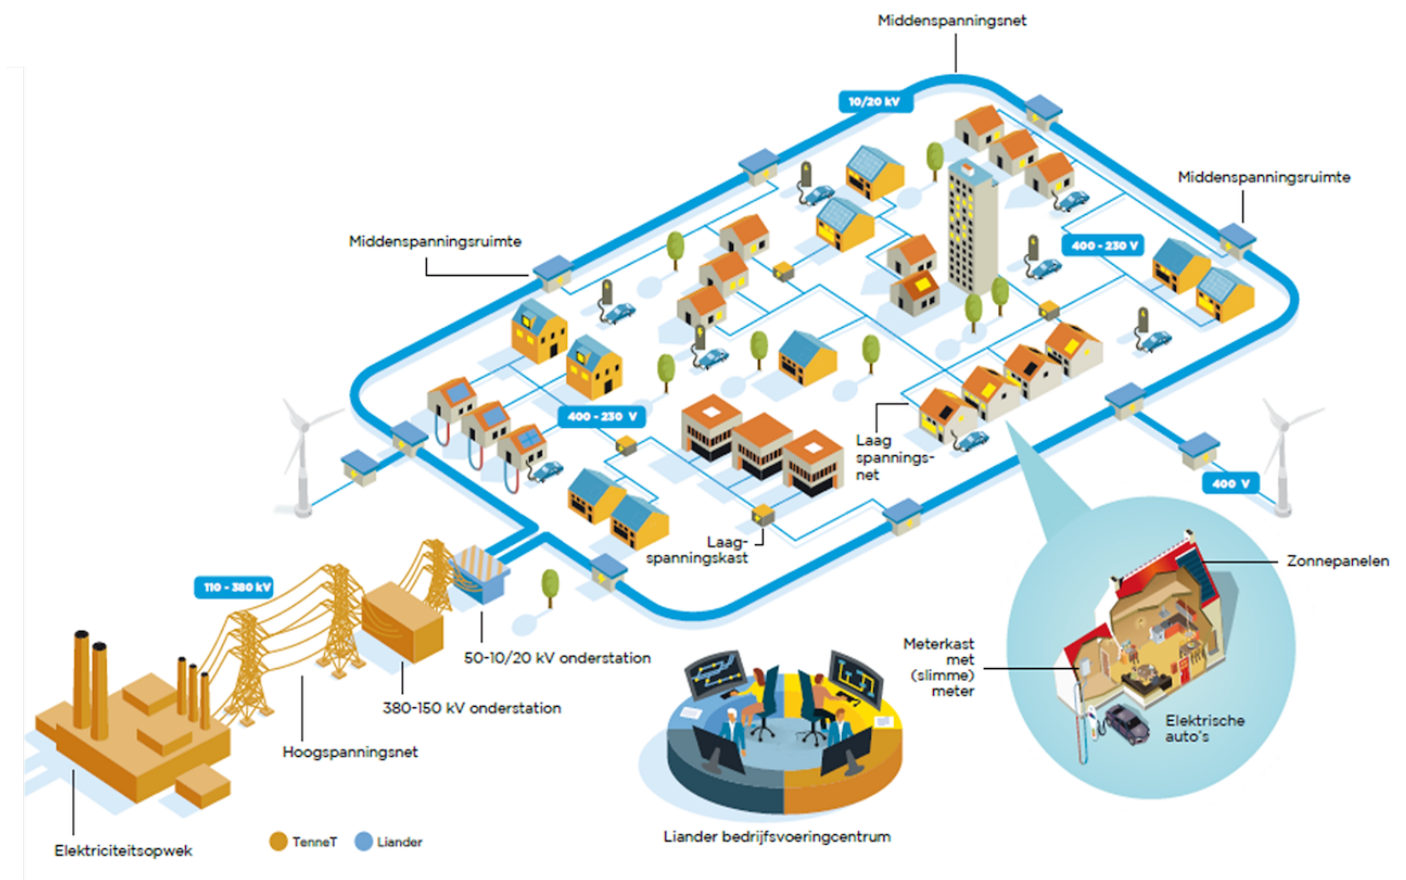 Middenspanningsnet
10/20 kV
Middenspanningsruimte
Middenspanningsruimte
400 - 230 V
400 - 230 V
Laag
spannings-
net
400 V
Laag-
spanningskast
Zonnepanelen
110 - 380 kV
50-10/20 kV onderstation
Meterkast
met
(slimme)
meter
380-150 kV onderstation
Elektrische
auto's
Hoogspanningsnet
Elektriciteitsopwek
TenneT
Liander
Liander bedrijfsvoeringcentrum